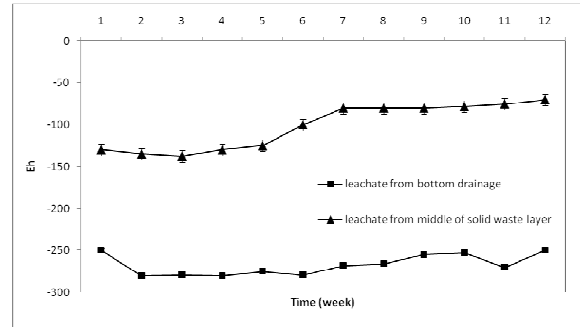 1 2 3 4 5 6 7 8 9 10 11 12
0
-50
-100
-150
-200
-250
-300
Eh
leachate from bottom drainage
leachate from middle of solid waste layer
Time (week)